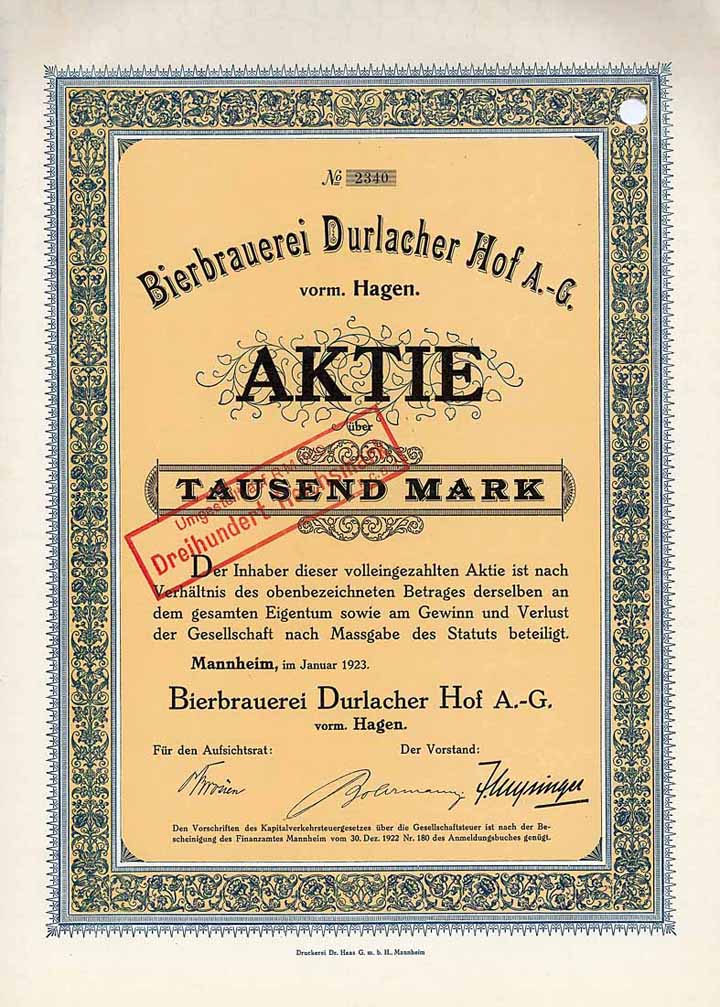 № 2340
Bierbrauerei Durlacher Hof A.-G.
vorm. Hagen.
AKTIE
über
TAUSEND MARK
Dreihundert Reichsmark
Der Inhaber dieser volleingezahlten Aktie ist nach
Verhältnis des obenbezeichneten Betrages derselben an
dem gesamten Eigentum sowie am Gewinn und Verlust
der Gesellschaft nach Massgabe des Statuts beteiligt.
Mannheim, im Januar 1923.
Bierbrauerei Durlacher Hof A.-G.
vorm. Hagen.
Für den Aufsichtsrat: Der Vorstand:
Den Vorschriften des Kapitalverkehrsteuergesetzes über die Gesellschaftsteuer ist nach der Be-
scheinigung des Finanzamtes Mannheim vom 30. Dez. 1922 Nr. 180 des Anmeldungsbuches genügt.
Druckerei Dr. Haas G. m. b. H., Mannheim